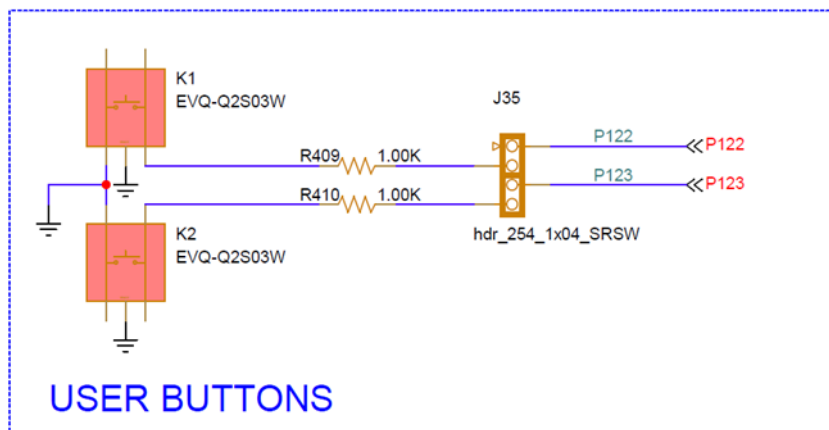 K1
EVQ-Q2S03W
J35
R409 1.00K
P122 P122
P123 P123
R410 1.00K
K2
EVQ-Q2S03W
hdr_254_1x04_SRSW
USER BUTTONS